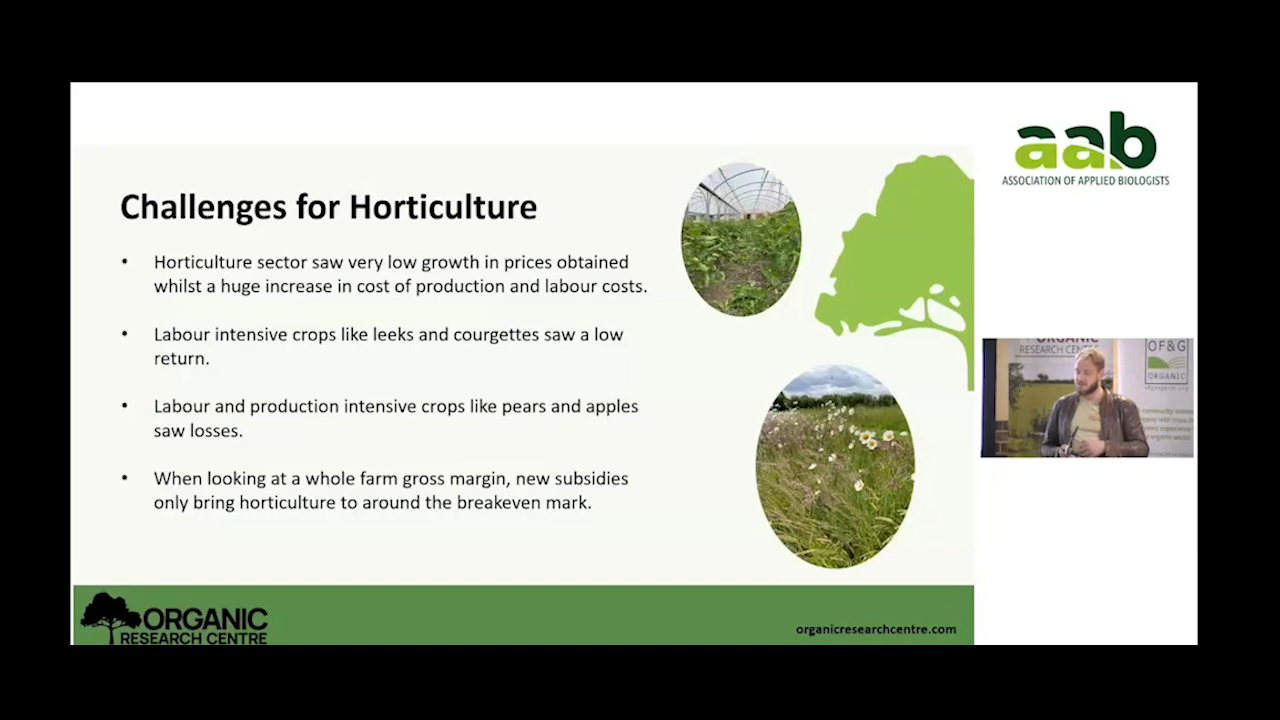 aab
ASSOCIATION OF APPLIED BIOLOGISTS
Challenges for Horticulture
• Horticulture sector saw very low growth in prices obtained
whilst a huge increase in cost of production and labour costs.
• Labour intensive crops like leeks and courgettes saw a low
return.
• Labour and production intensive crops like pears and apples
saw losses.
• When looking at a whole farm gross margin, new subsidies
only bring horticulture to around the breakeven mark.
ORGANIC
RESEARCH CENTRE
OF&G
ORGANIC
ORGANIC
RESEARCH CENTRE
organicresearchcentre.com